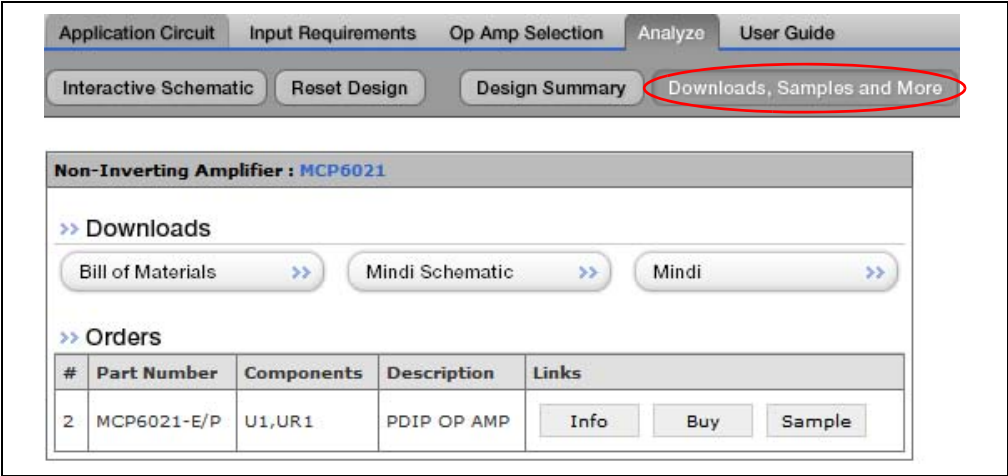 Application Circuit Input Requirements Op Amp Selection Analyze User Guide
Interactive Schematic Reset Design Design Summary Downloads, Samples and More
Non-Inverting Amplifier : MCP6021
>> Downloads
Bill of Materials >> Mindi Schematic >> Mindi >>
>> Orders
# Part Number Components Description Links
2 MCP6021-E/P U1,UR1 PDIP OP AMP Info Buy Sample